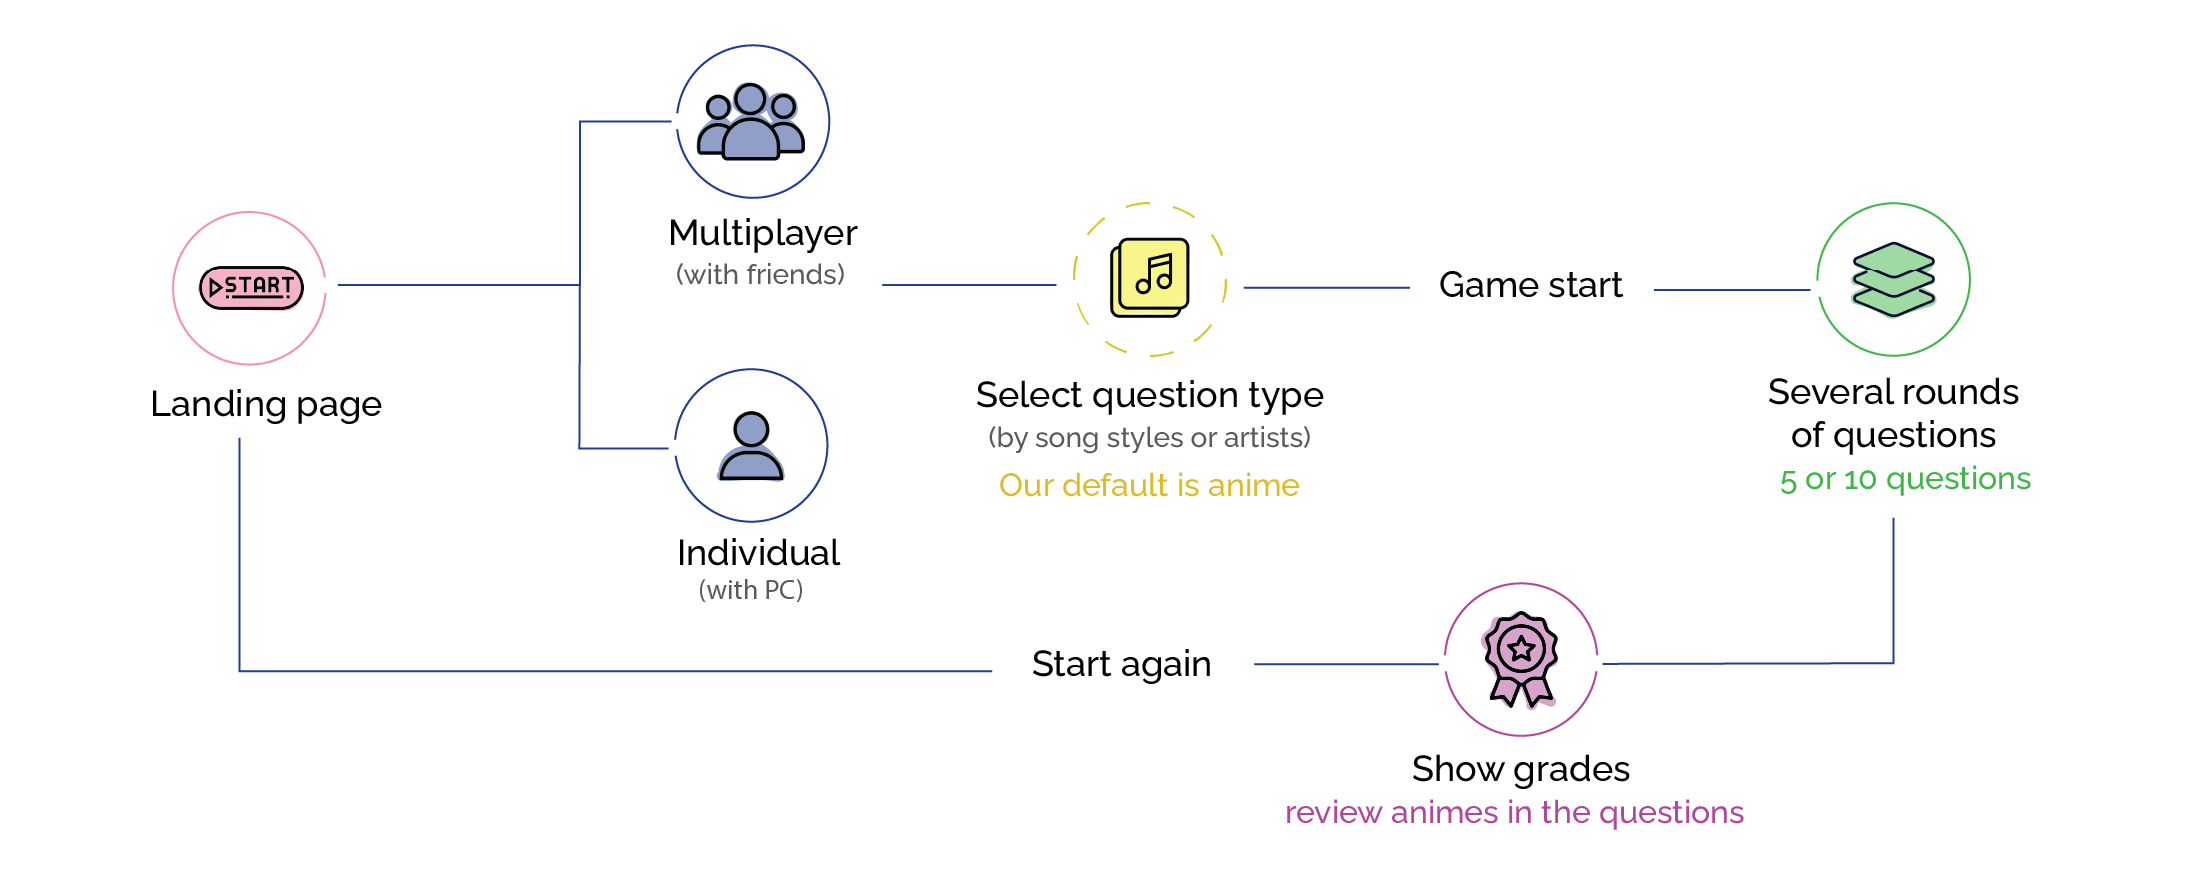 START
Landing page
Multiplayer
(with friends)
Individual
(with PC)
Select question type
(by song styles or artists)
Our default is anime
Game start
Several rounds
of questions
5 or 10 questions
Show grades
review animes in the questions
Start again